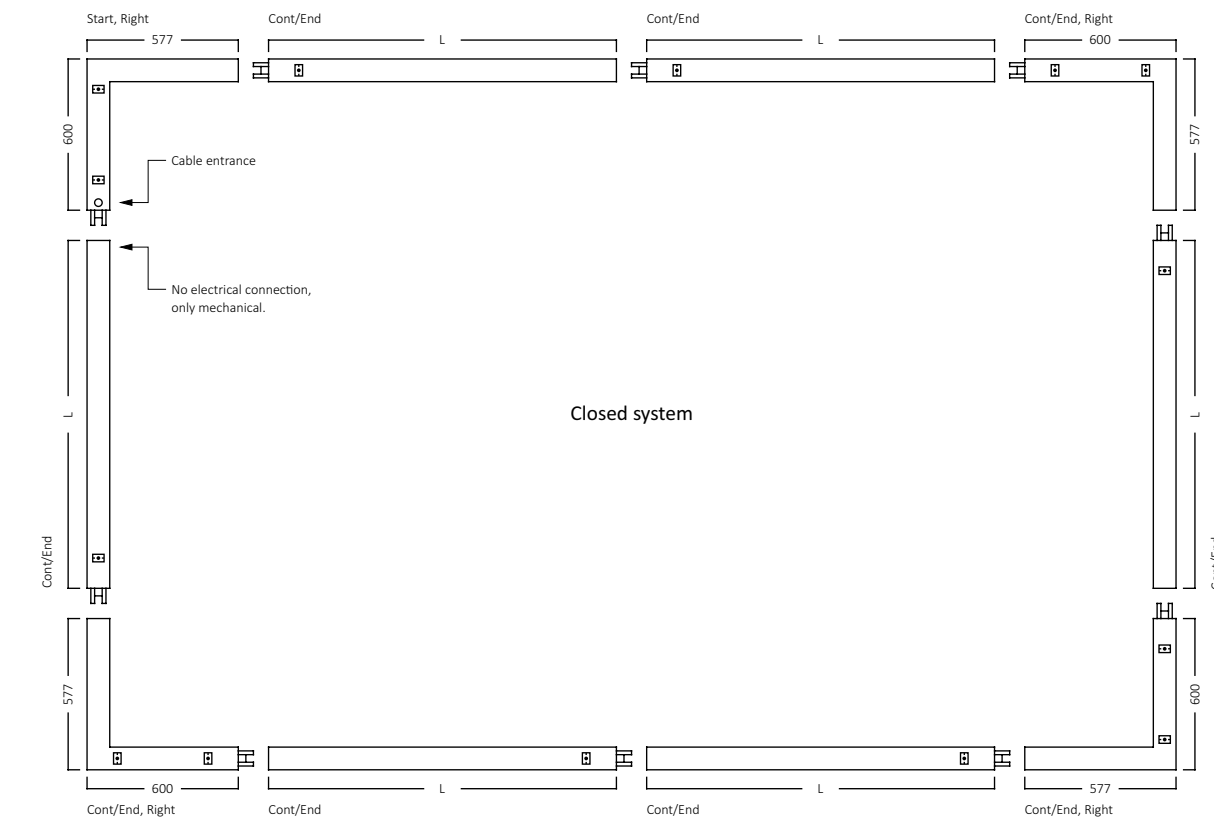 Start, Right
Cont/End
Cont/End
Cont/End, Right
577
L
L
600
600
577
Cable entrance
No electrical connection,
only mechanical.
Closed system
L
L
Cont/End
577
600
600
L
L
577
Cont/End, Right
Cont/End
Cont/End
Cont/End, Right